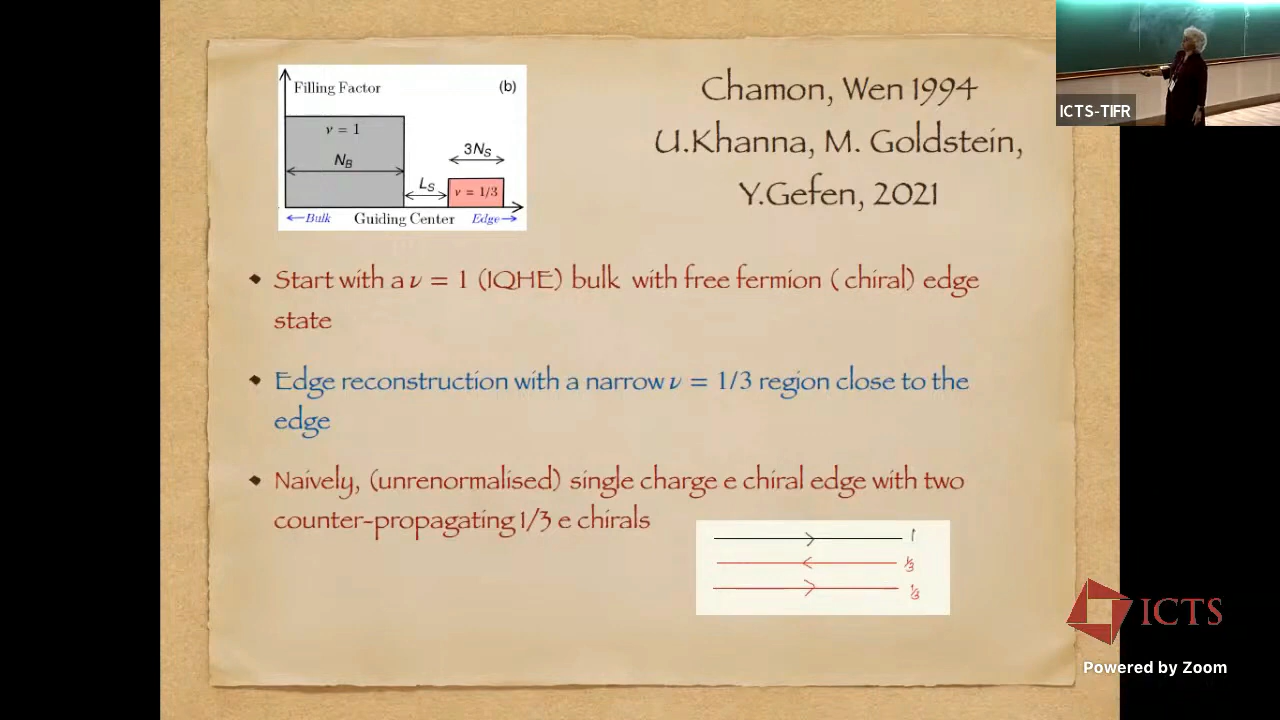 Filling Factor
(b)
ν = 1
N_B
3N_S
L_S
ν = 1/3
←Bulk
Guiding Center
Edge→
Chamon, Wen 1994
U.Khanna, M. Goldstein,
Y.Gefen, 2021
ICTS-TIFR
• Start with a ν = 1 (IQHE) bulk with free fermion ( chiral) edge
state
• Edge reconstruction with a narrow ν = 1/3 region close to the
edge
• Naively, (unrenormalised) single charge e chiral edge with two
counter-propagating 1/3 e chirals
1
1/3
1/3
ICTS
Powered by Zoom